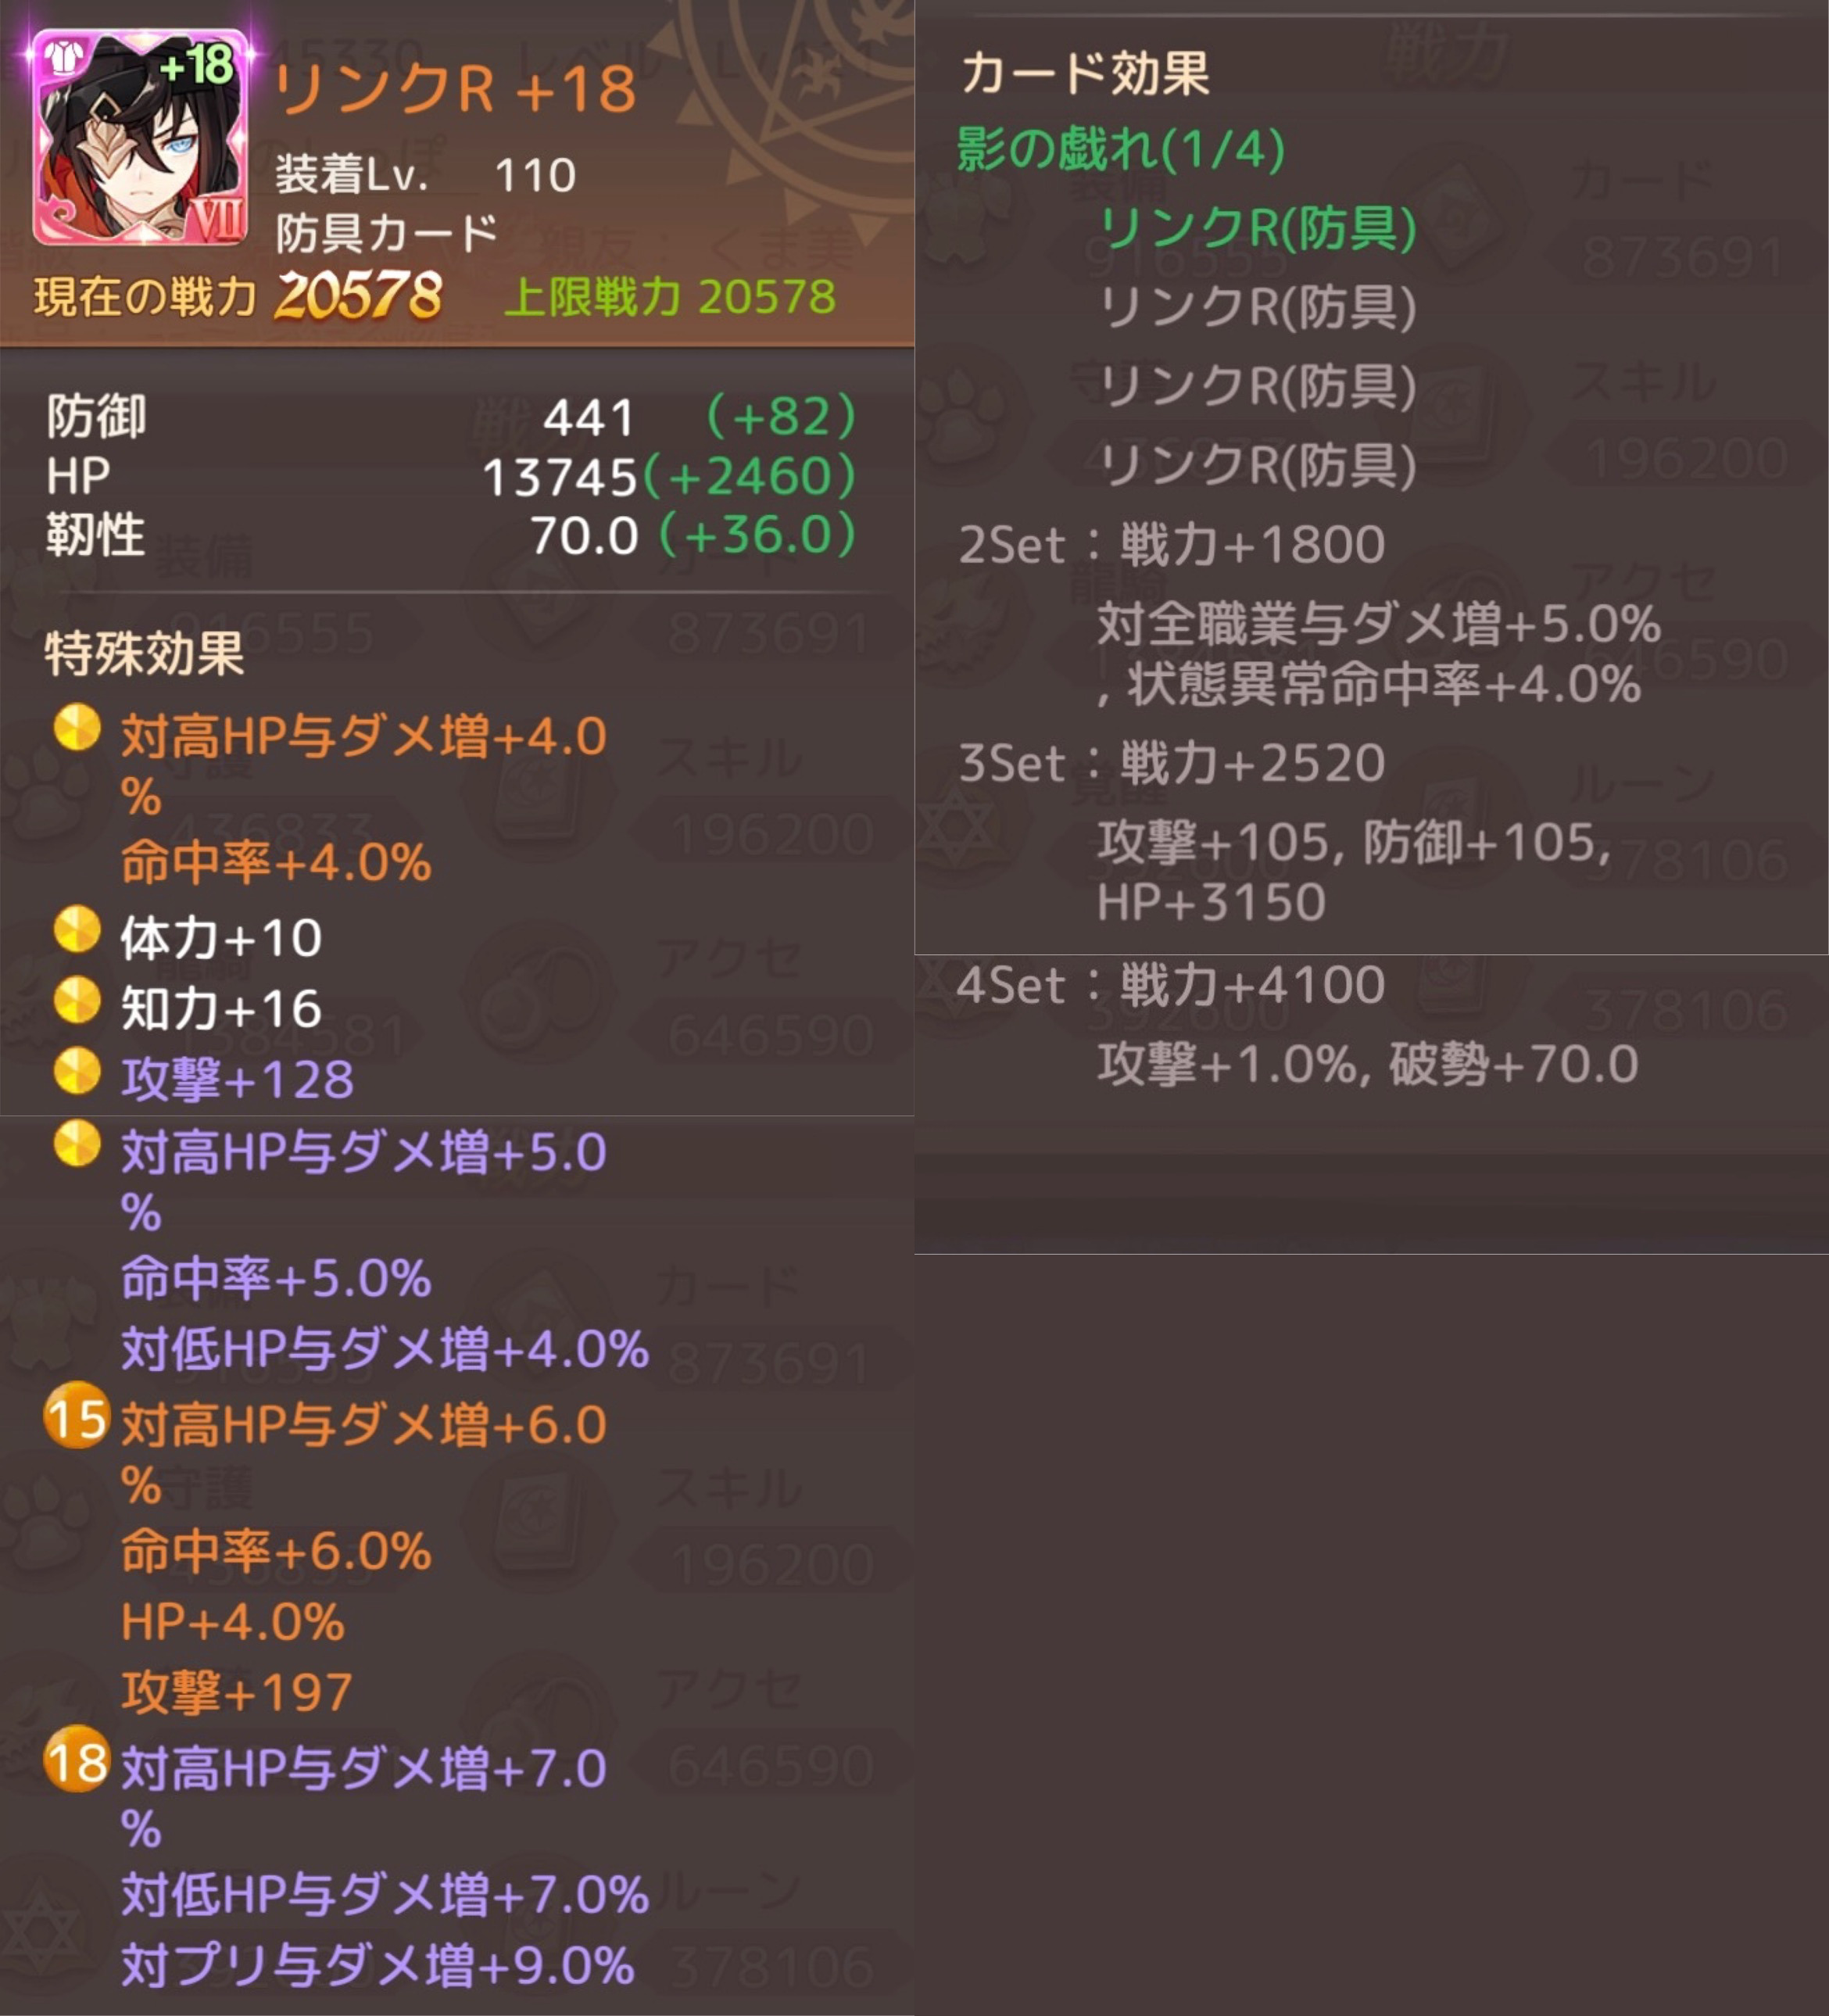 +18
VII
リンクR +18
装着Lv. 110
防具カード
現在の戦力 20578 上限戦力 20578
防御 441 (+82)
HP 13745(+2460)
靭性 70.0 (+36.0)
特殊効果
対高HP与ダメ増+4.0
%
命中率+4.0%
体力+10
知力+16
攻撃+128
対高HP与ダメ増+5.0
%
命中率+5.0%
対低HP与ダメ増+4.0%
15 対高HP与ダメ増+6.0
%
命中率+6.0%
HP+4.0%
攻撃+197
18 対高HP与ダメ増+7.0
%
対低HP与ダメ増+7.0%
対プリ与ダメ増+9.0%
カード効果
影の戯れ(1/4)
リンクR(防具)
リンクR(防具)
リンクR(防具)
リンクR(防具)
2Set：戦力+1800
対全職業与ダメ増+5.0%
, 状態異常命中率+4.0%
3Set：戦力+2520
攻撃+105, 防御+105,
HP+3150
4Set：戦力+4100
攻撃+1.0%, 破勢+70.0